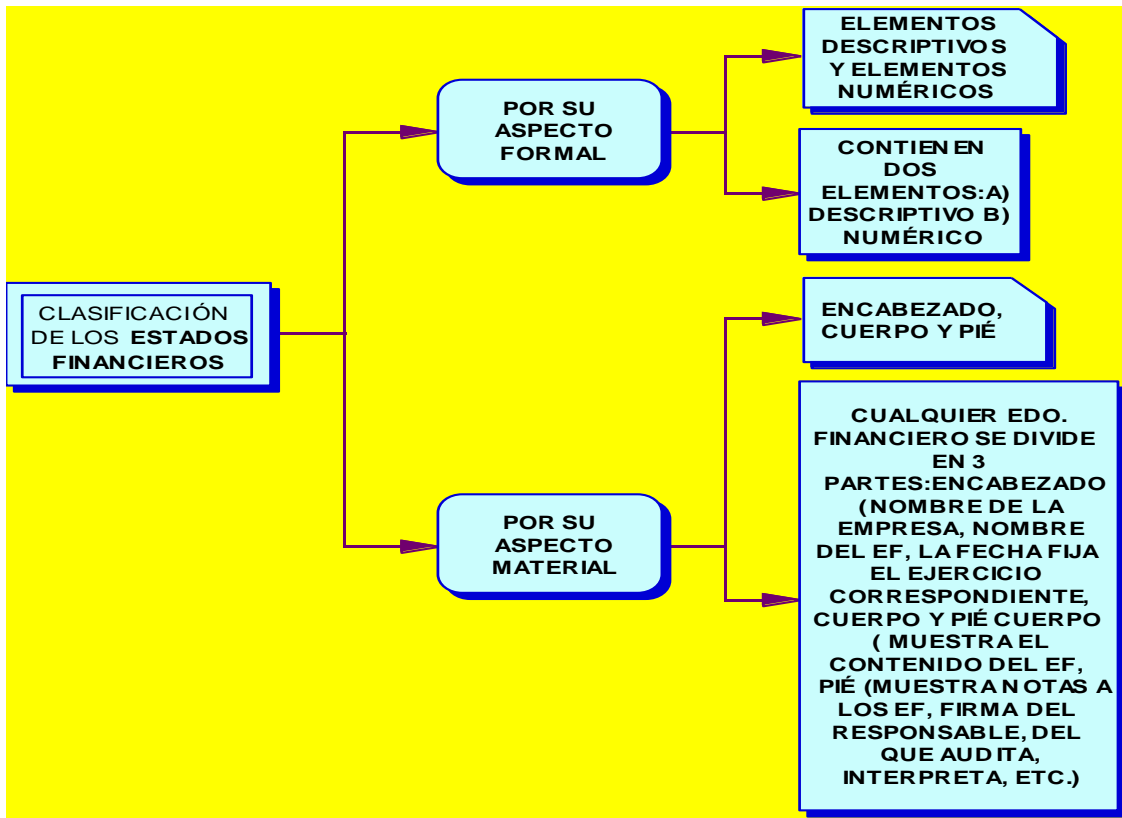 CLASIFICACIÓN
DE LOS ESTADOS
FINANCIEROS
POR SU
ASPECTO
FORMAL
ELEMENTOS
DESCRIPTIVOS
Y ELEMENTOS
NUMÉRICOS
CONTIENEN
DOS
ELEMENTOS:A)
DESCRIPTIVO B)
NUMÉRICO
POR SU
ASPECTO
MATERIAL
ENCABEZADO,
CUERPO Y PIÉ
CUALQUIER EDO.
FINANCIERO SE DIVIDE
EN 3
PARTES:ENCABEZADO
(NOMBRE DE LA
EMPRESA, NOMBRE
DEL EF, LA FECHA FIJA
EL EJERCICIO
CORRESPONDIENTE,
CUERPO Y PIÉ CUERPO
( MUESTRA EL
CONTENIDO DEL EF,
PIÉ (MUESTRA NOTAS A
LOS EF, FIRMA DEL
RESPONSABLE, DEL
QUE AUDITA,
INTERPRETA, ETC.)